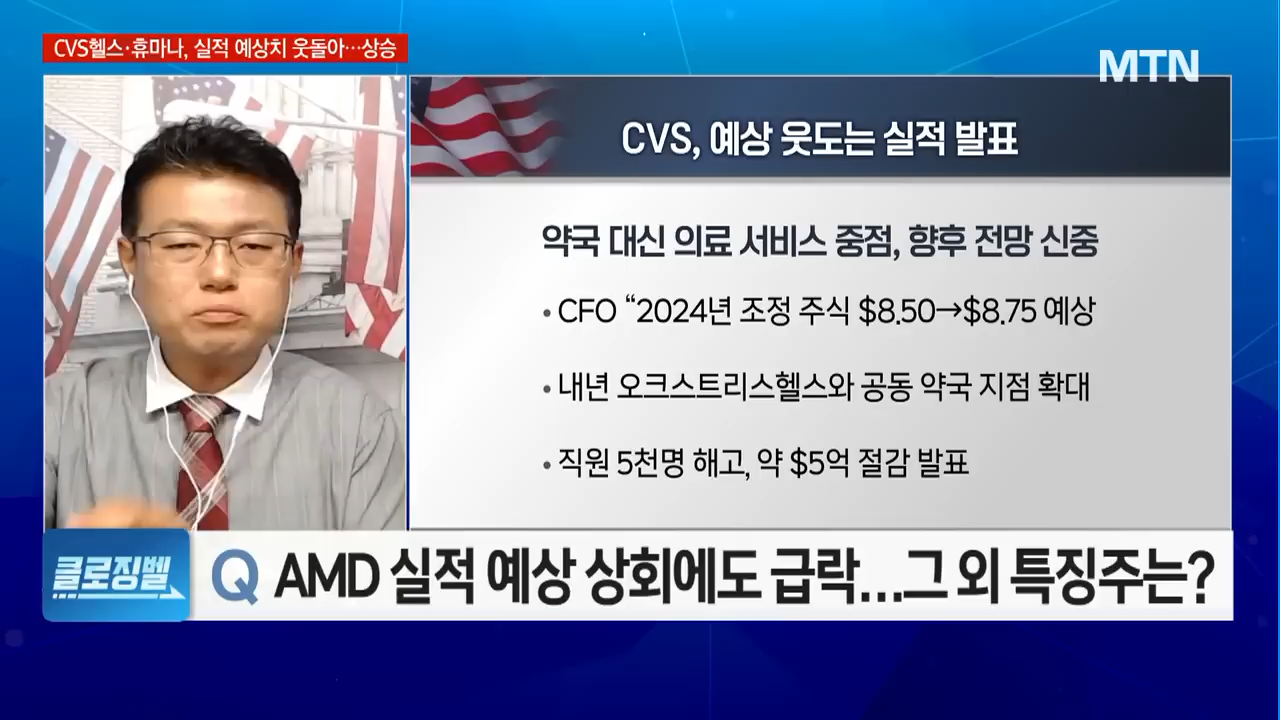 CVS헬스·휴마나, 실적 예상치 웃돌아…상승
MTN
CVS, 예상 웃도는 실적 발표
약국 대신 의료 서비스 중점, 향후 전망 신중
• CFO “2024년 조정 주식 $8.50→$8.75 예상
• 내년 오크스트리스헬스와 공동 약국 지점 확대
• 직원 5천명 해고, 약 $5억 절감 발표
클로징벨
Q AMD 실적 예상 상회에도 급락...그 외 특징주는?